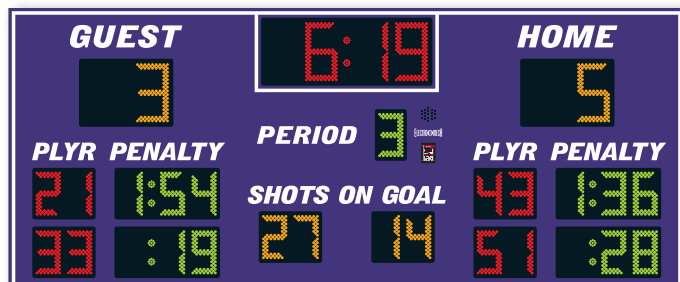 GUEST 6:19 HOME
3 5
PERIOD 3
PLYR PENALTY PLYR PENALTY
21 1:54 43 1:36
SHOTS ON GOAL
27 14
33 :19 51 :28